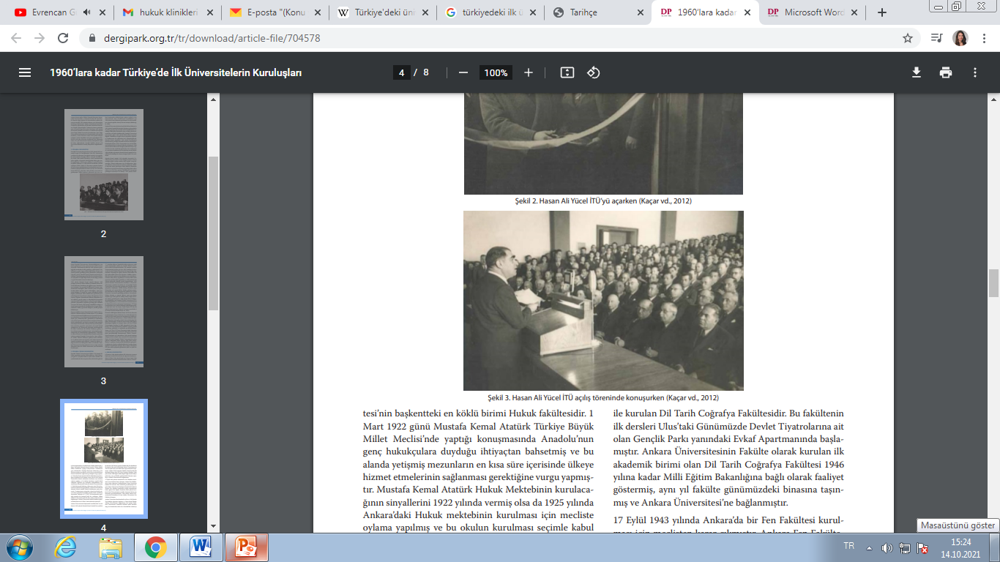 Evrencan G
hukuk klinikleri
E-posta "(Konu
Türkiye'deki üni
türkiyedeki ilk ü
Tarihçe
DP 1960'lara kadar
DP Microsoft Word
dergipark.org.tr/tr/download/article-file/704578
1960'lara kadar Türkiye'de İlk Üniversitelerin Kuruluşları
4 / 8
100%
2
3
4
Şekil 2. Hasan Ali Yücel İTÜ'yü açarken (Kaçar vd., 2012)
Şekil 3. Hasan Ali Yücel İTÜ açılış töreninde konuşurken (Kaçar vd., 2012)
tesi'nin başkentteki en köklü birimi Hukuk fakültesidir. 1
Mart 1922 günü Mustafa Kemal Atatürk Türkiye Büyük
Millet Meclisi'nde yaptığı konuşmasında Anadolu'nun
genç hukukçulara duyduğu ihtiyaçtan bahsetmiş ve bu
alanda yetişmiş mezunların en kısa süre içerisinde ülkeye
hizmet etmelerinin sağlanması gerektiğine vurgu yapmış-
tır. Mustafa Kemal Atatürk Hukuk Mektebinin kurulaca-
ğının sinyallerini 1922 yılında vermiş olsa da 1925 yılında
Ankara'daki Hukuk mektebinin kurulması için mecliste
oylama yapılmış ve bu okulun kurulması seçimle kabul
ile kurulan Dil Tarih Coğrafya Fakültesidir. Bu fakültenin
ilk dersleri Ulus'taki Günümüzde Devlet Tiyatrolarına ait
olan Gençlik Parkı yanındaki Evkaf Apartmanında başla-
mıştır. Ankara Üniversitesinin Fakülte olarak kurulan ilk
akademik birimi olan Dil Tarih Coğrafya Fakültesi 1946
yılına kadar Milli Eğitim Bakanlığına bağlı olarak faaliyet
göstermiş, aynı yıl fakülte günümüzdeki binasına taşın-
mış ve Ankara Üniversitesi'ne bağlanmıştır.
17 Eylül 1943 yılında Ankara'da bir Fen Fakültesi kurul-
Masaüstünü göster
TR
15:24
14.10.2021